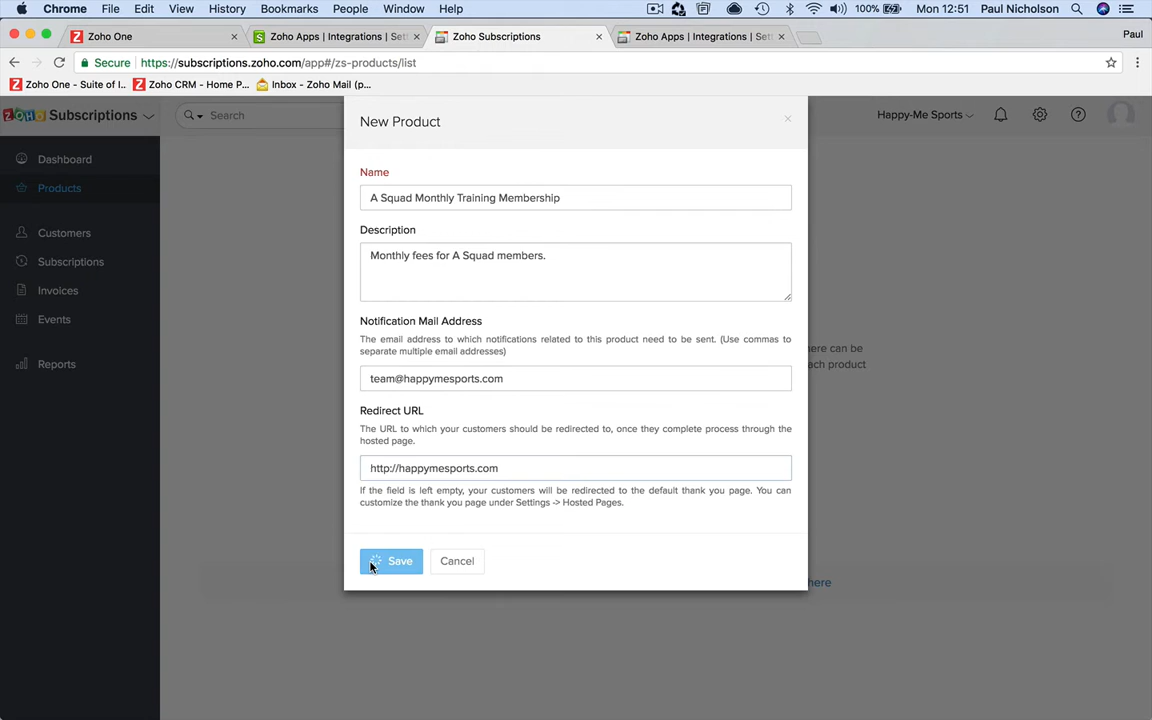 Chrome File Edit View History Bookmarks People Window Help 100% Mon 12:51 Paul Nicholson
Zoho One Zoho Apps | Integrations | Sett Zoho Subscriptions Zoho Apps | Integrations | Sett Paul
Secure https://subscriptions.zoho.com/app#/zs-products/list
Zoho One - Suite of I.. Zoho CRM - Home P... Inbox - Zoho Mail (p...
ZOHO Subscriptions Search Happy-Me Sports
Dashboard
Products
Customers
Subscriptions
Invoices
Events
Reports
New Product
Name
A Squad Monthly Training Membership
Description
Monthly fees for A Squad members.
Notification Mail Address
The email address to which notifications related to this product need to be sent. (Use commas to
separate multiple email addresses)
team@happymesports.com
Redirect URL
The URL to which your customers should be redirected to, once they complete process through the
hosted page.
http://happymesports.com
If the field is left empty, your customers will be redirected to the default thank you page. You can
customize the thank you page under Settings -> Hosted Pages.
Save Cancel
here can be
ach product
here